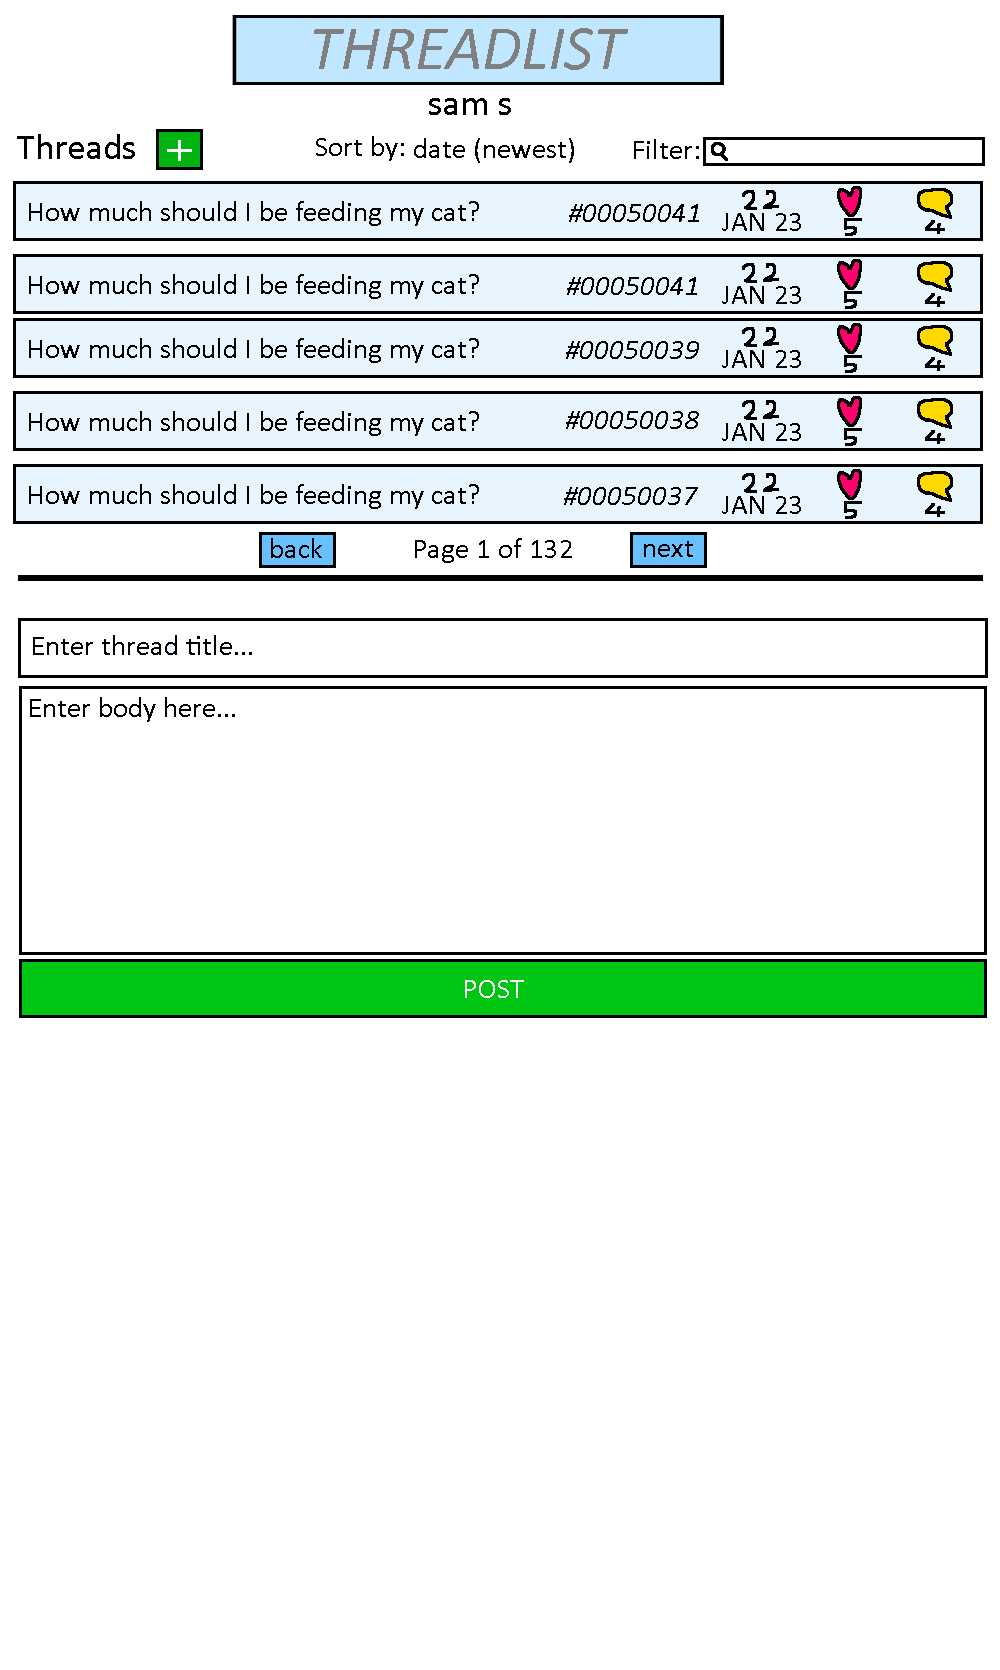 THREADLIST
sam s
Threads + Sort by: date (newest) Filter:
How much should I be feeding my cat? #00050041 22 JAN 23 5 4
How much should I be feeding my cat? #00050041 22 JAN 23 5 4
How much should I be feeding my cat? #00050039 22 JAN 23 5 4
How much should I be feeding my cat? #00050038 22 JAN 23 5 4
How much should I be feeding my cat? #00050037 22 JAN 23 5 4
back Page 1 of 132 next
Enter thread title...
Enter body here...
POST